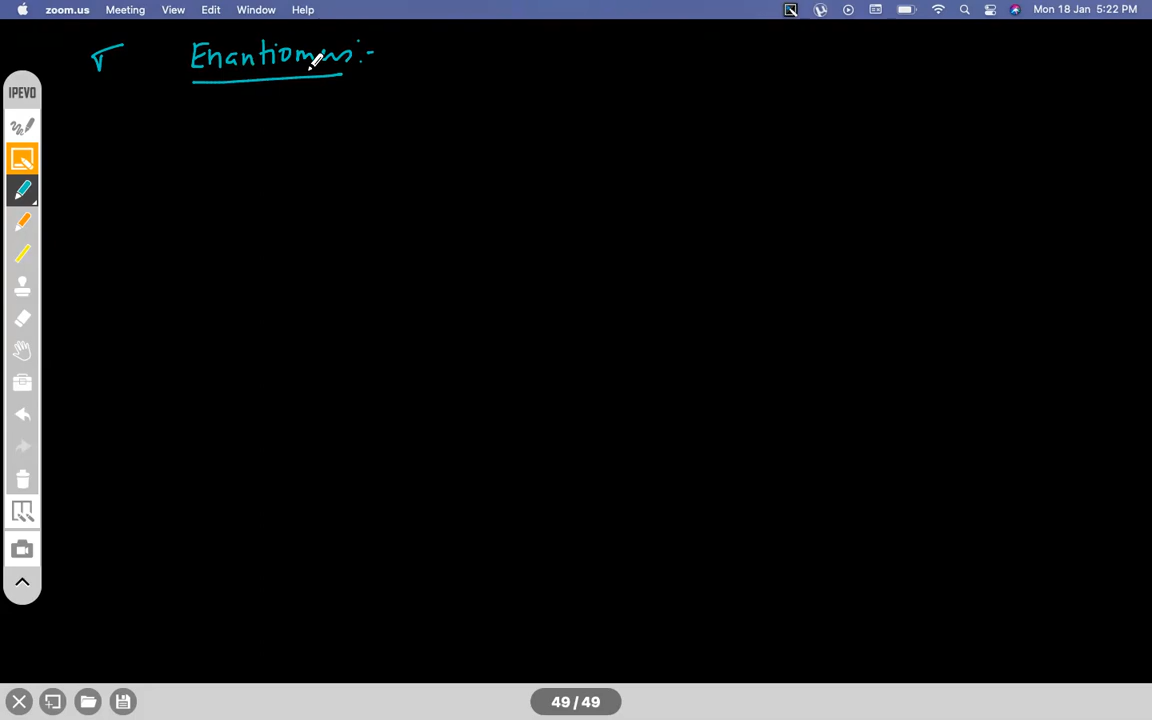 zoom.us Meeting View Edit Window Help Mon 18 Jan 5:22 PM
Enantiomers :-
IPEVO
49 / 49